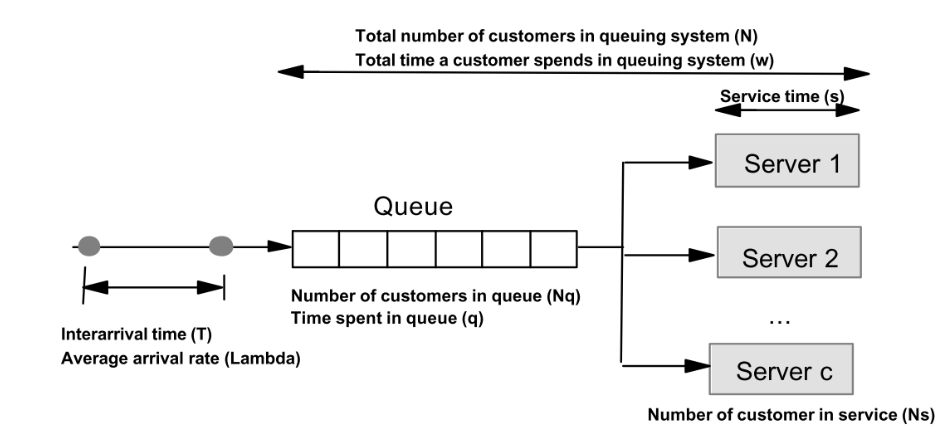 Total number of customers in queuing system (N)
Total time a customer spends in queuing system (w)
Service time (s)
Server 1
Queue
Server 2
Number of customers in queue (Nq)
Time spent in queue (q)
...
Interarrival time (T)
Average arrival rate (Lambda)
Server c
Number of customer in service (Ns)